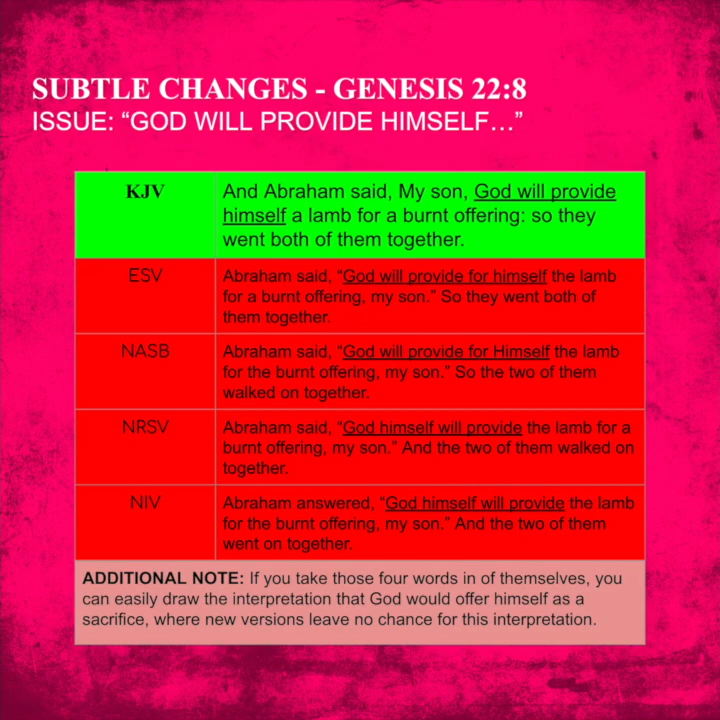 SUBTLE CHANGES - GENESIS 22:8
ISSUE: “GOD WILL PROVIDE HIMSELF…”
KJV
And Abraham said, My son, God will provide
himself a lamb for a burnt offering: so they
went both of them together.
ESV
Abraham said, “God will provide for himself the lamb
for a burnt offering, my son.” So they went both of
them together.
NASB
Abraham said, “God will provide for Himself the lamb
for the burnt offering, my son.” So the two of them
walked on together.
NRSV
Abraham said, “God himself will provide the lamb for a
burnt offering, my son.” And the two of them walked on
together.
NIV
Abraham answered, “God himself will provide the lamb
for the burnt offering, my son.” And the two of them
went on together.
ADDITIONAL NOTE: If you take those four words in of themselves, you
can easily draw the interpretation that God would offer himself as a
sacrifice, where new versions leave no chance for this interpretation.